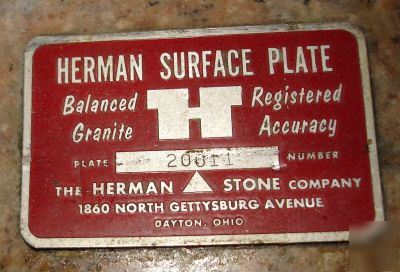 HERMAN SURFACE PLATE
Balanced H Registered
Granite Accuracy
PLATE 20011 NUMBER
THE HERMAN STONE COMPANY
1860 NORTH GETTYSBURG AVENUE
DAYTON, OHIO